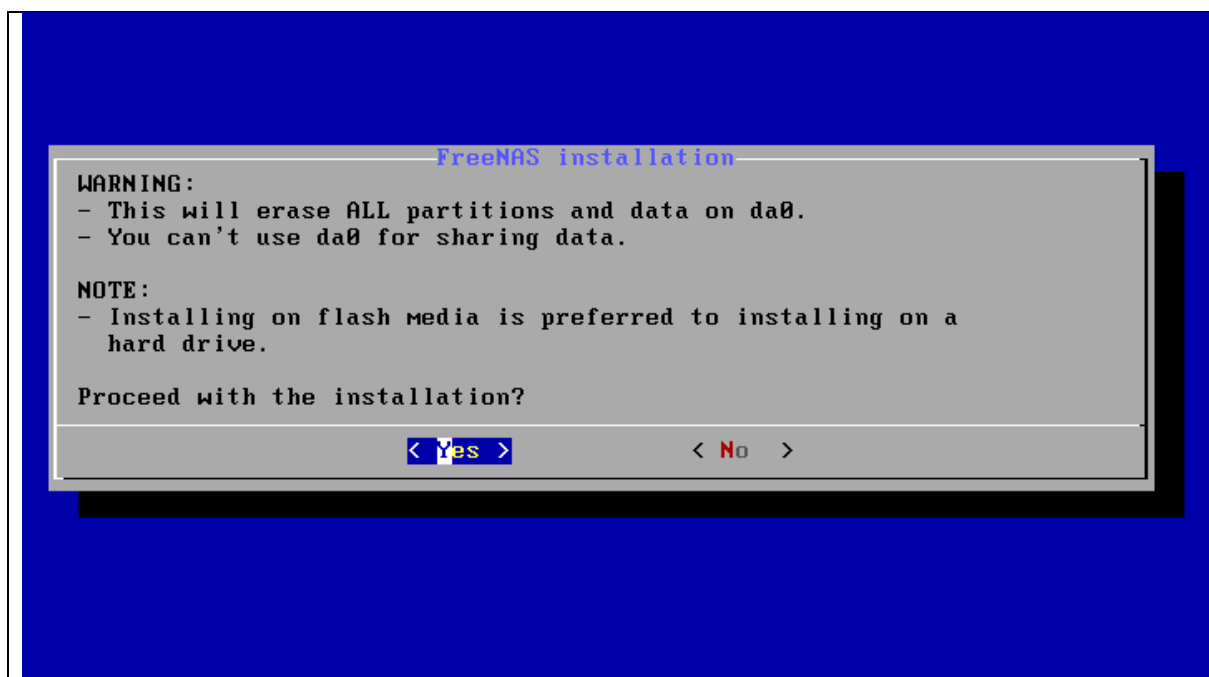 FreeNAS installation
WARNING:
- This will erase ALL partitions and data on da0.
- You can't use da0 for sharing data.
NOTE:
- Installing on flash media is preferred to installing on a
hard drive.
Proceed with the installation?
< Yes > < No >